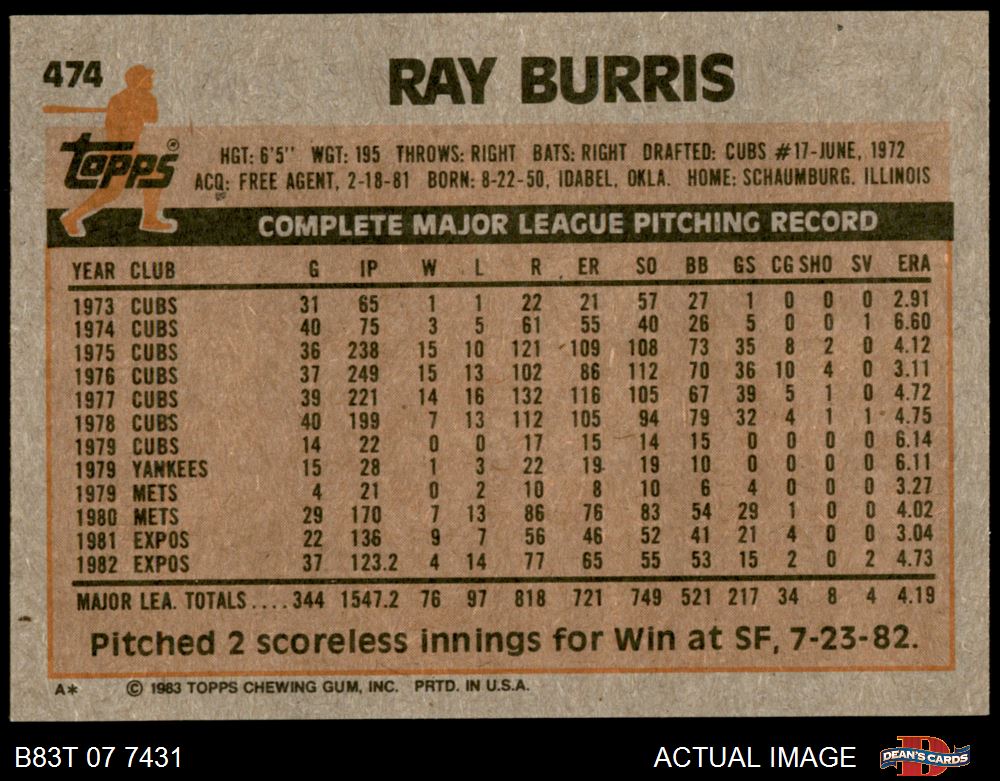 474
RAY BURRIS
Topps®
HGT: 6'5" WGT: 195 THROWS: RIGHT BATS: RIGHT DRAFTED: CUBS #17-JUNE, 1972
ACQ: FREE AGENT, 2-18-81 BORN: 8-22-50, IDABEL, OKLA. HOME: SCHAUMBURG, ILLINOIS
COMPLETE MAJOR LEAGUE PITCHING RECORD
YEAR CLUB G IP W L R ER SO BB GS CG SHO SV ERA
1973 CUBS 31 65 1 1 22 21 57 27 1 0 0 0 2.91
1974 CUBS 40 75 3 5 61 55 40 26 5 0 0 1 6.60
1975 CUBS 36 238 15 10 121 109 108 73 35 8 2 0 4.12
1976 CUBS 37 249 15 13 102 86 112 70 36 10 4 0 3.11
1977 CUBS 39 221 14 16 132 116 105 67 39 5 1 0 4.72
1978 CUBS 40 199 7 13 112 105 94 79 32 4 1 1 4.75
1979 CUBS 14 22 0 0 17 15 14 15 0 0 0 0 6.14
1979 YANKEES 15 28 1 3 22 19 19 10 0 0 0 0 6.11
1979 METS 4 21 0 2 10 8 10 6 4 0 0 0 3.27
1980 METS 29 170 7 13 86 76 83 54 29 1 0 0 4.02
1981 EXPOS 22 136 9 7 56 46 52 41 21 4 0 0 3.04
1982 EXPOS 37 123.2 4 14 77 65 55 53 15 2 0 2 4.73
MAJOR LEA. TOTALS....344 1547.2 76 97 818 721 749 521 217 34 8 4 4.19
Pitched 2 scoreless innings for Win at SF, 7-23-82.
A* © 1983 TOPPS CHEWING GUM, INC. PRTD. IN U.S.A.
B83T 07 7431 ACTUAL IMAGE DEAN'S CARDS